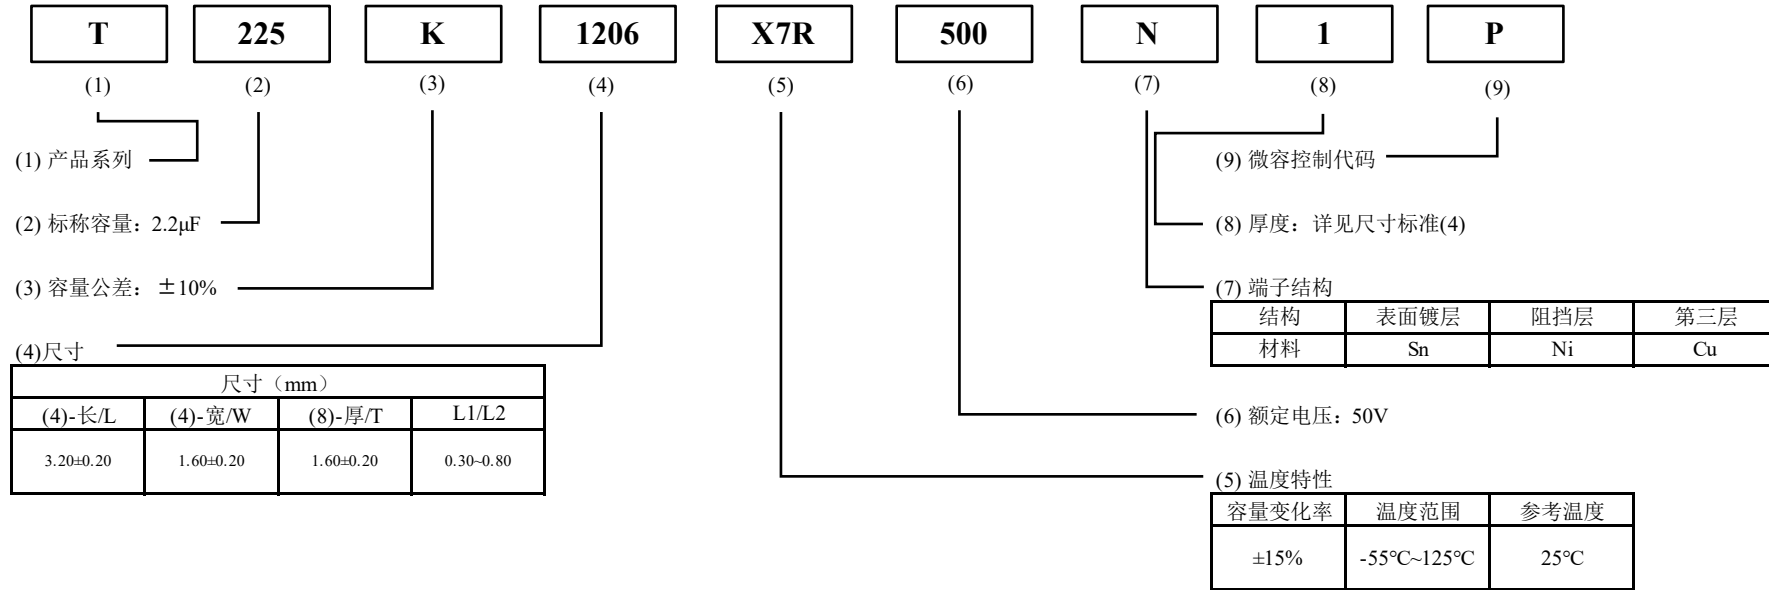 T 225 K 1206 X7R 500 N 1 P
(1) (2) (3) (4) (5) (6) (7) (8) (9)
(1) 产品系列
(9) 微容控制代码
(2) 标称容量：2.2μF
(8) 厚度：详见尺寸标准(4)
(3) 容量公差：±10%
(7) 端子结构
结构 表面镀层 阻挡层 第三层
材料 Sn Ni Cu
(4)尺寸
尺寸（mm）
(4)-长/L (4)-宽/W (8)-厚/T L1/L2
3.20±0.20 1.60±0.20 1.60±0.20 0.30~0.80
(6) 额定电压：50V
(5) 温度特性
容量变化率 温度范围 参考温度
±15% -55℃~125℃ 25℃